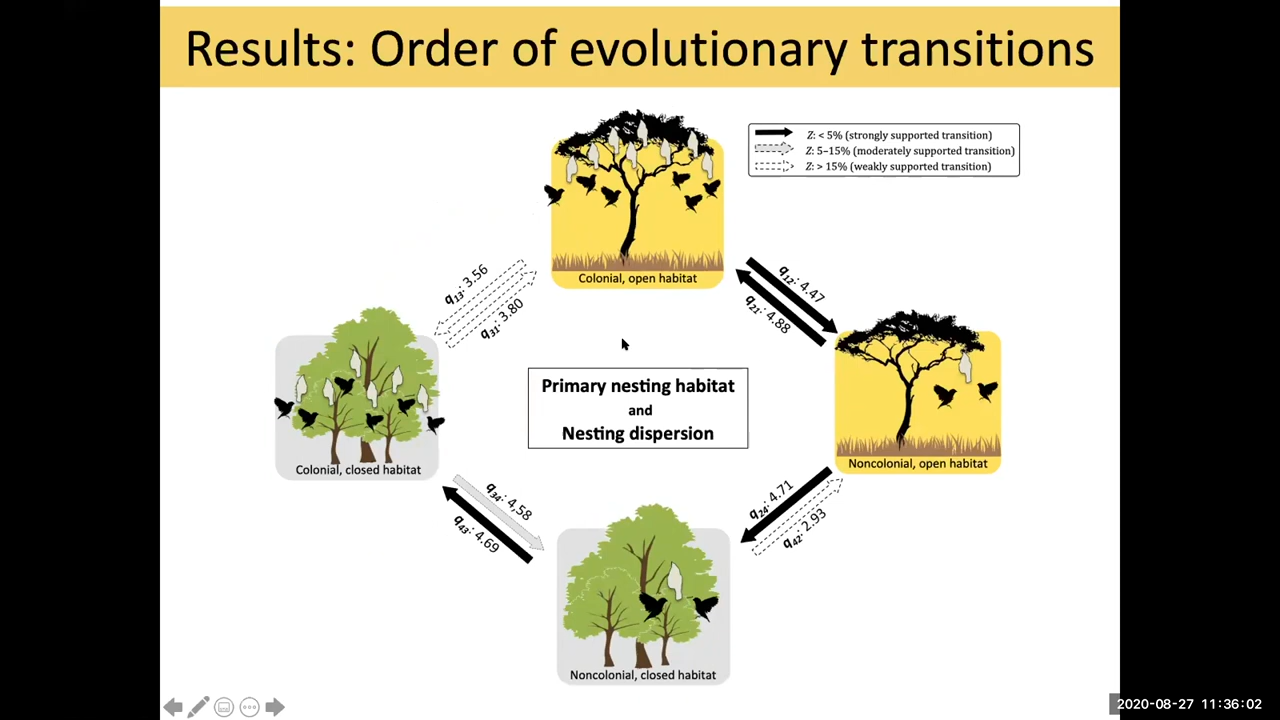 Results: Order of evolutionary transitions
Z: < 5% (strongly supported transition)
Z: 5–15% (moderately supported transition)
Z: > 15% (weakly supported transition)
Colonial, open habitat
q13: 3.56
q31: 3.80
q12: 4.47
q21: 4.88
Primary nesting habitat
and
Nesting dispersion
Colonial, closed habitat
Noncolonial, open habitat
q34: 4,58
q43: 4.69
q24: 4.71
q42: 2.93
Noncolonial, closed habitat
2020-08-27 11:36:02